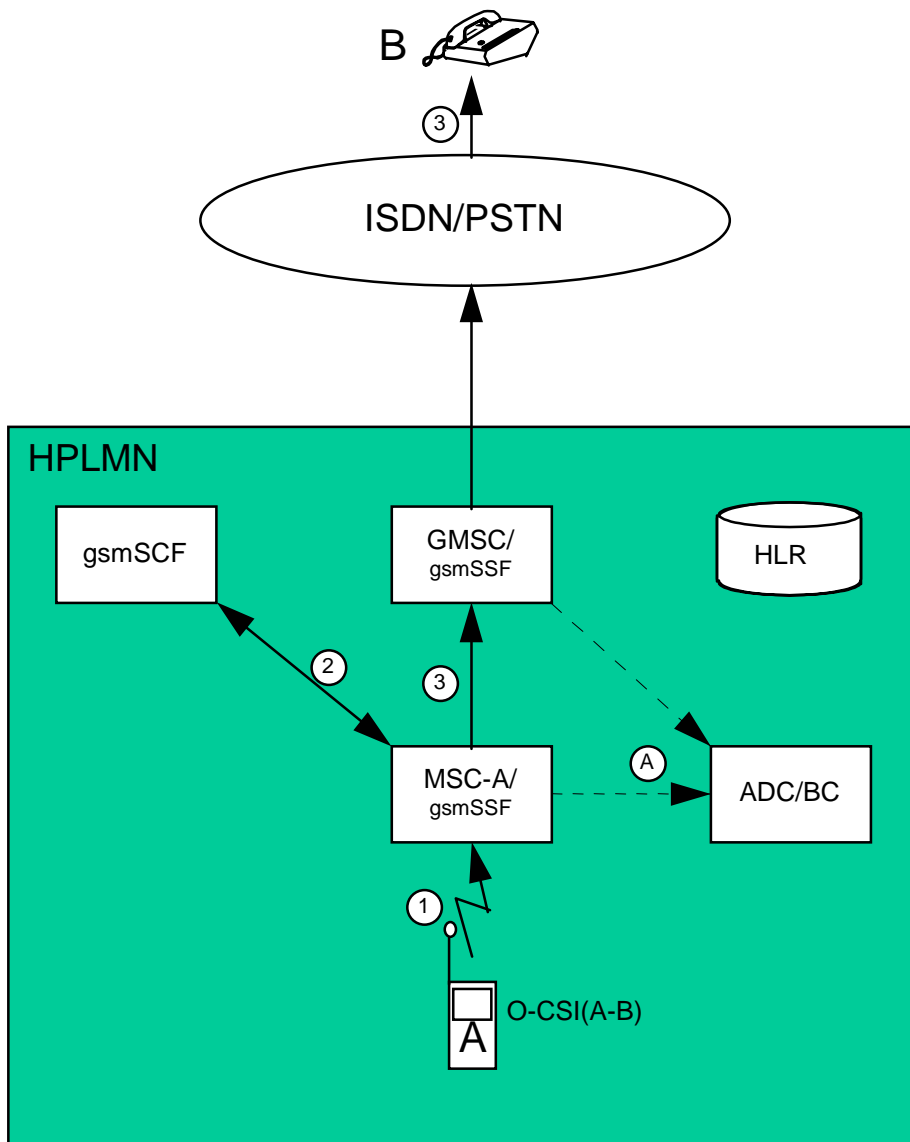 B
3
ISDN/PSTN
HPLMN
gsmSCF
GMSC/
gsmSSF
HLR
2
3
MSC-A/
gsmSSF
A
ADC/BC
1
O-CSI(A-B)
A